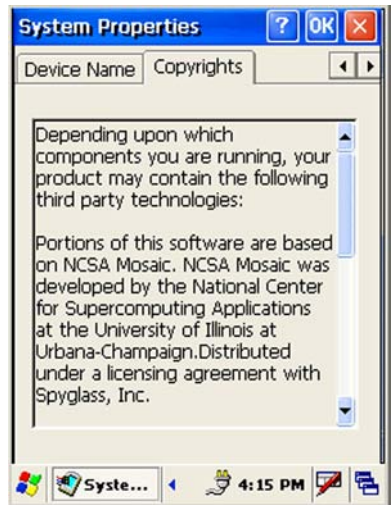 System Properties ? OK X
Device Name Copyrights
Depending upon which
components you are running, your
product may contain the following
third party technologies:
Portions of this software are based
on NCSA Mosaic. NCSA Mosaic was
developed by the National Center
for Supercomputing Applications
at the University of Illinois at
Urbana-Champaign.Distributed
under a licensing agreement with
Spyglass, Inc.
Syste... 4:15 PM